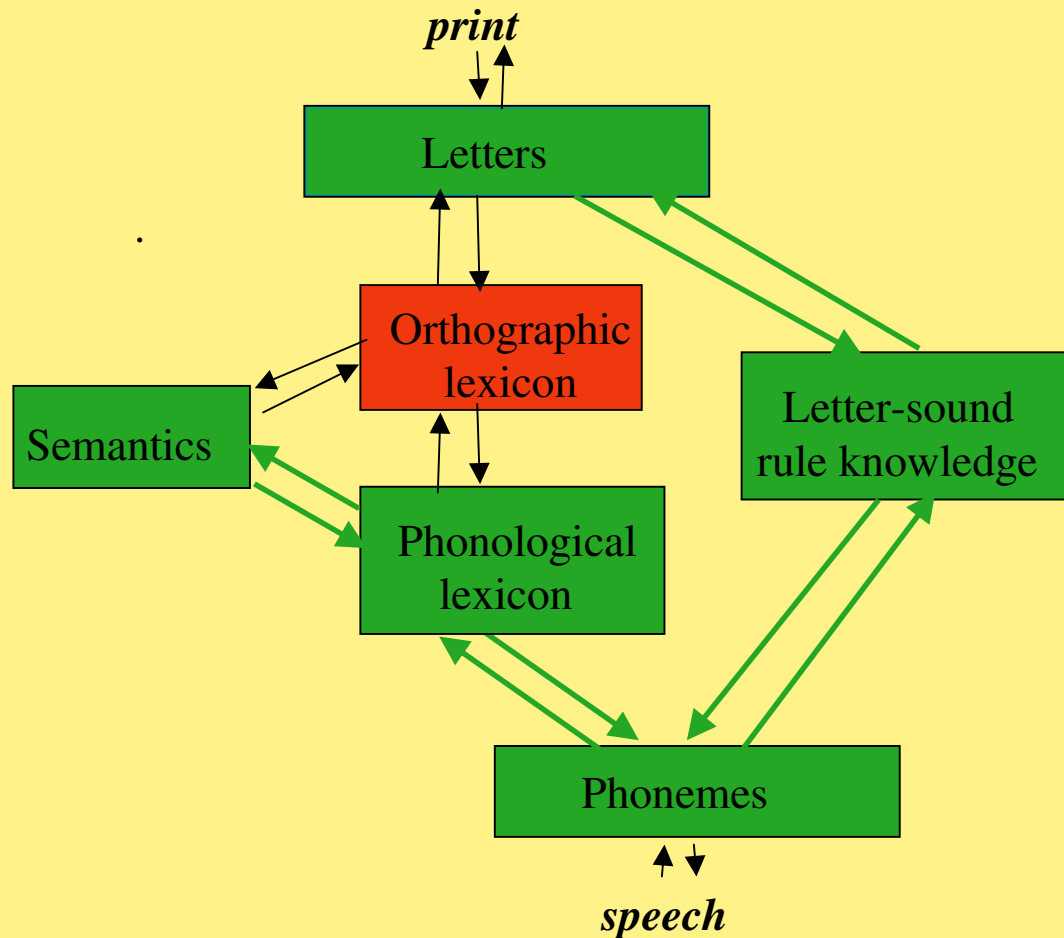 print
Letters
.
Orthographic
lexicon
Semantics
Letter-sound
rule knowledge
Phonological
lexicon
Phonemes
speech